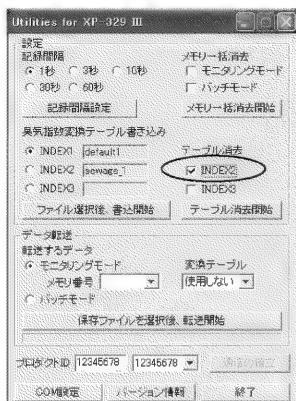 Utilities for XP-329 III
設定
記録間隔
メモリー括消去
1秒 3秒 10秒
モニタリングモード
30秒 60秒
バッチモード
記録間隔設定
メモリー括消去開始
臭気指数変換テーブル書き込み
テーブル消去
INDEX1 default1
INDEX2 sewage_1
INDEX2
INDEX3
INDEX3
ファイル選択後、書込開始
テーブル消去開始
データ転送
転送するデータ
モニタリングモード
変換テーブル
メモリ番号
使用しない
バッチモード
保存ファイルを選択後、転送開始
プロダクトID 12345678 12345678
通信の確立
COM設定
バージョン情報
終了